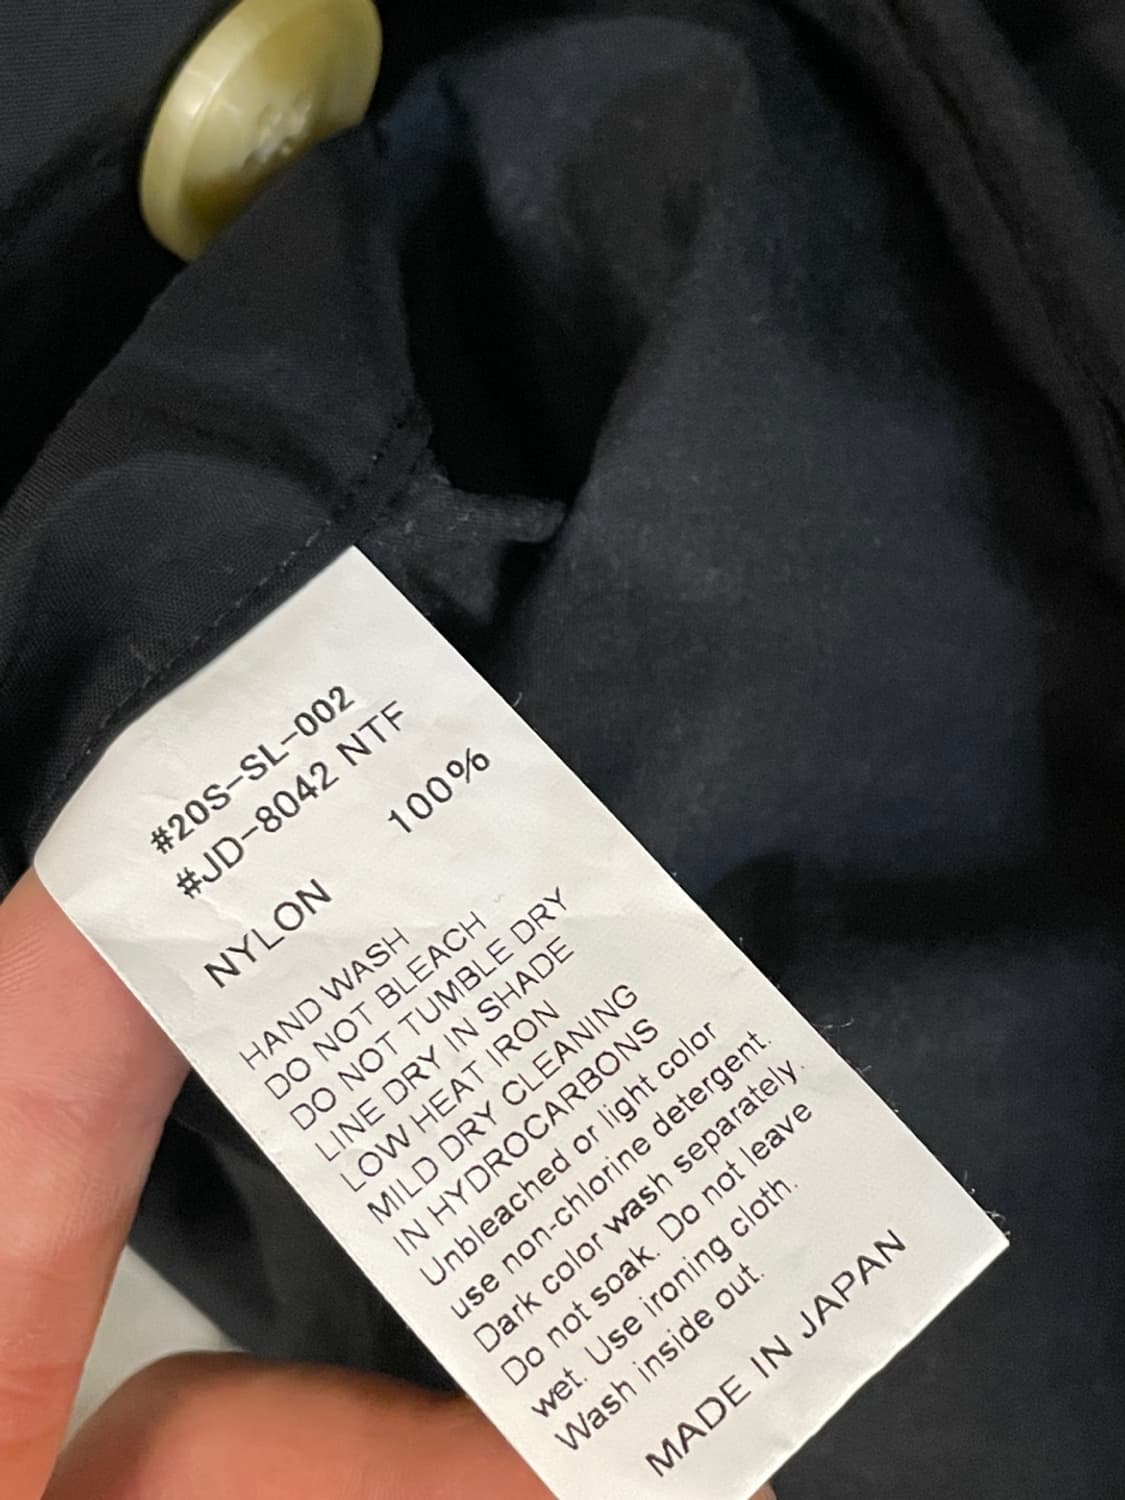 #20S-SL-002
#JD-8042 NTF
100%
NYLON
HAND WASH
DO NOT BLEACH
DO NOT TUMBLE DRY
LINE DRY IN SHADE
LOW HEAT IRON
MILD DRY CLEANING
IN HYDROCARBONS
Unbleached or light color
use non-chlorine detergent.
Dark color wash separately.
Do not soak. Do not leave
wet. Use ironing cloth.
Wash inside out.
MADE IN JAPAN